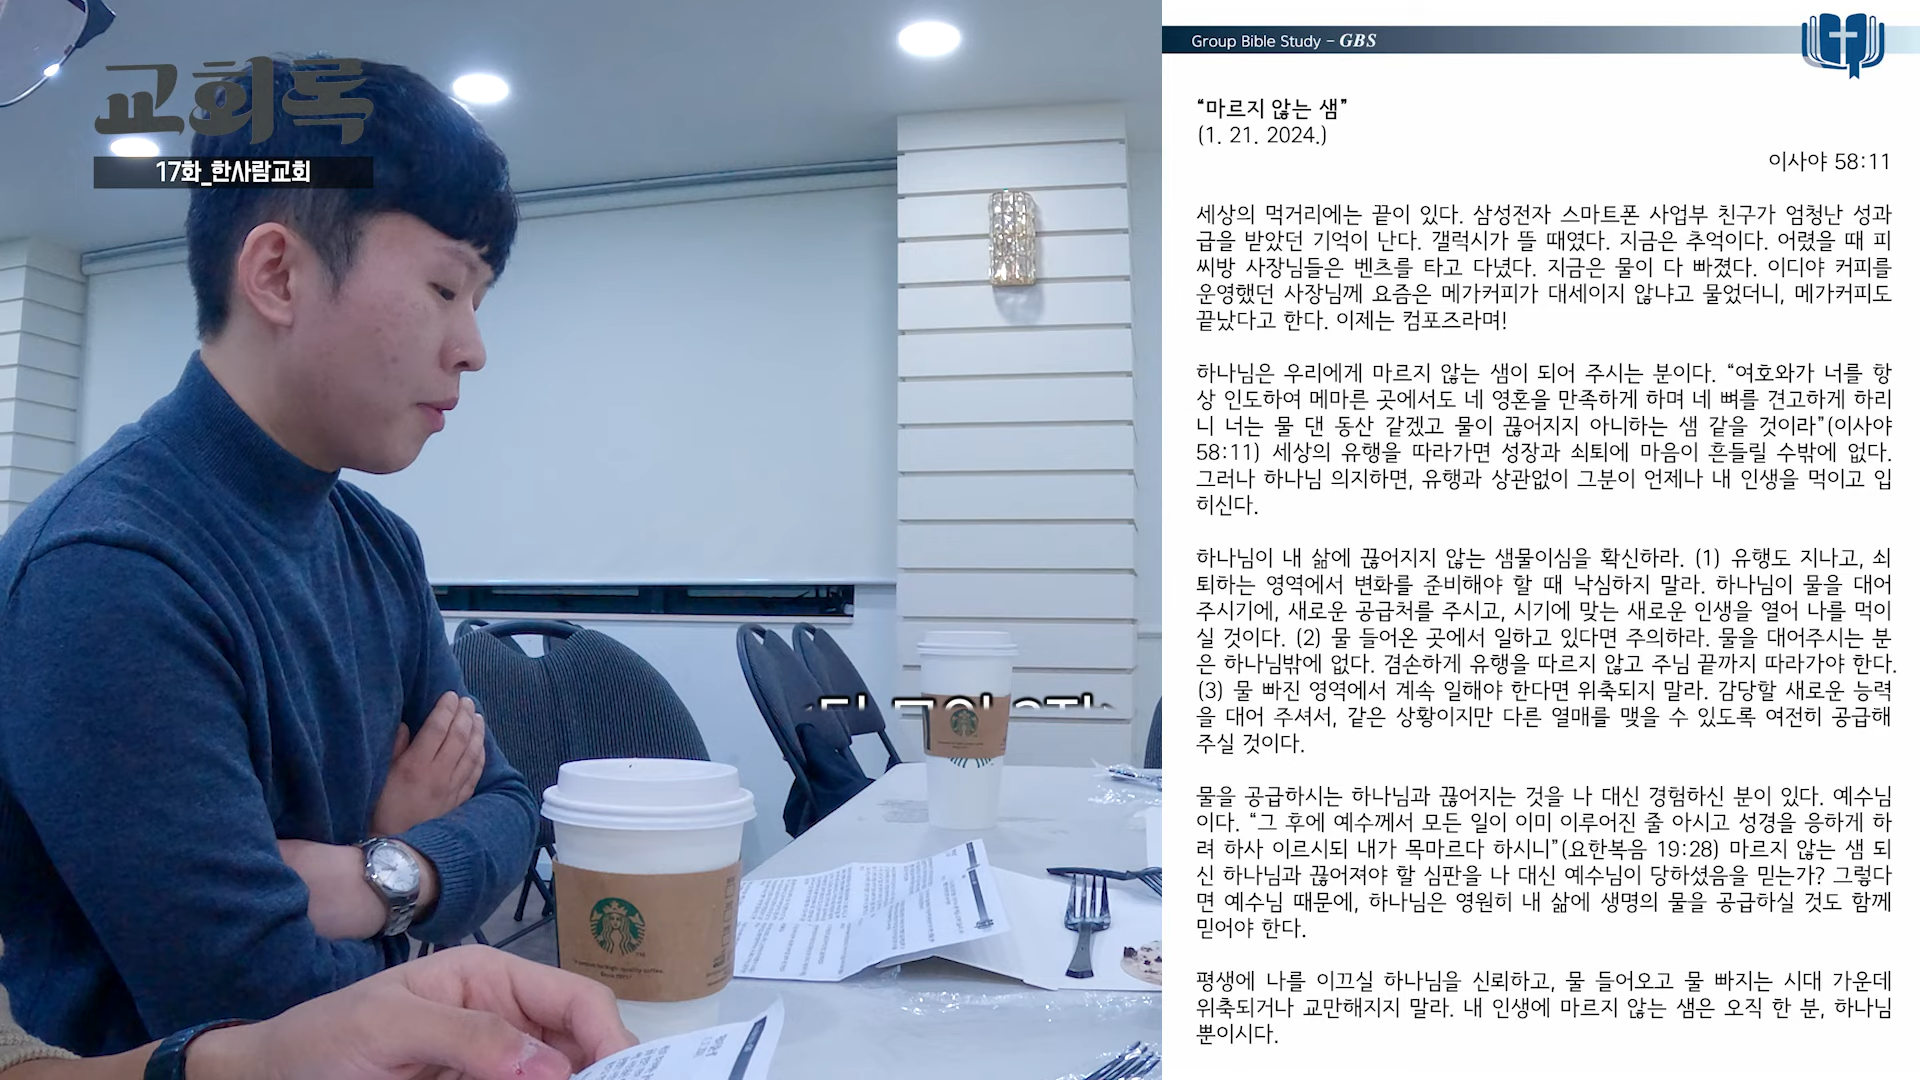 교회록
17화_한사람교회
Group Bible Study - GBS
“마르지 않는 샘”
(1. 21. 2024.)
이사야 58:11
세상의 먹거리에는 끝이 있다. 삼성전자 스마트폰 사업부 친구가 엄청난 성과
급을 받았던 기억이 난다. 갤럭시가 뜰 때였다. 지금은 추억이다. 어렸을 때 피
씨방 사장님들은 벤츠를 타고 다녔다. 지금은 물이 다 빠졌다. 이디야 커피를
운영했던 사장님께 요즘은 메가커피가 대세이지 않냐고 물었더니, 메가커피도
끝났다고 한다. 이제는 컴포즈라며!
하나님은 우리에게 마르지 않는 샘이 되어 주시는 분이다. “여호와가 너를 항
상 인도하여 메마른 곳에서도 네 영혼을 만족하게 하며 네 뼈를 견고하게 하리
니 너는 물 댄 동산 같겠고 물이 끊어지지 아니하는 샘 같을 것이라”(이사야
58:11) 세상의 유행을 따라가면 성장과 쇠퇴에 마음이 흔들릴 수밖에 없다.
그러나 하나님 의지하면, 유행과 상관없이 그분이 언제나 내 인생을 먹이고 입
히신다.
하나님이 내 삶에 끊어지지 않는 샘물이심을 확신하라. (1) 유행도 지나고, 쇠
퇴하는 영역에서 변화를 준비해야 할 때 낙심하지 말라. 하나님이 물을 대어
주시기에, 새로운 공급처를 주시고, 시기에 맞는 새로운 인생을 열어 나를 먹이
실 것이다. (2) 물 들어온 곳에서 일하고 있다면 주의하라. 물을 대어주시는 분
은 하나님밖에 없다. 겸손하게 유행을 따르지 않고 주님 끝까지 따라가야 한다.
(3) 물 빠진 영역에서 계속 일해야 한다면 위축되지 말라. 감당할 새로운 능력
을 대어 주셔서, 같은 상황이지만 다른 열매를 맺을 수 있도록 여전히 공급해
주실 것이다.
물을 공급하시는 하나님과 끊어지는 것을 나 대신 경험하신 분이 있다. 예수님
이다. “그 후에 예수께서 모든 일이 이미 이루어진 줄 아시고 성경을 응하게 하
려 하사 이르시되 내가 목마르다 하시니”(요한복음 19:28) 마르지 않는 샘 되
신 하나님과 끊어져야 할 심판을 나 대신 예수님이 당하셨음을 믿는가? 그렇다
면 예수님 때문에, 하나님은 영원히 내 삶에 생명의 물을 공급하실 것도 함께
믿어야 한다.
평생에 나를 이끄실 하나님을 신뢰하고, 물 들어오고 물 빠지는 시대 가운데
위축되거나 교만해지지 말라. 내 인생에 마르지 않는 샘은 오직 한 분, 하나님
뿐이시다.